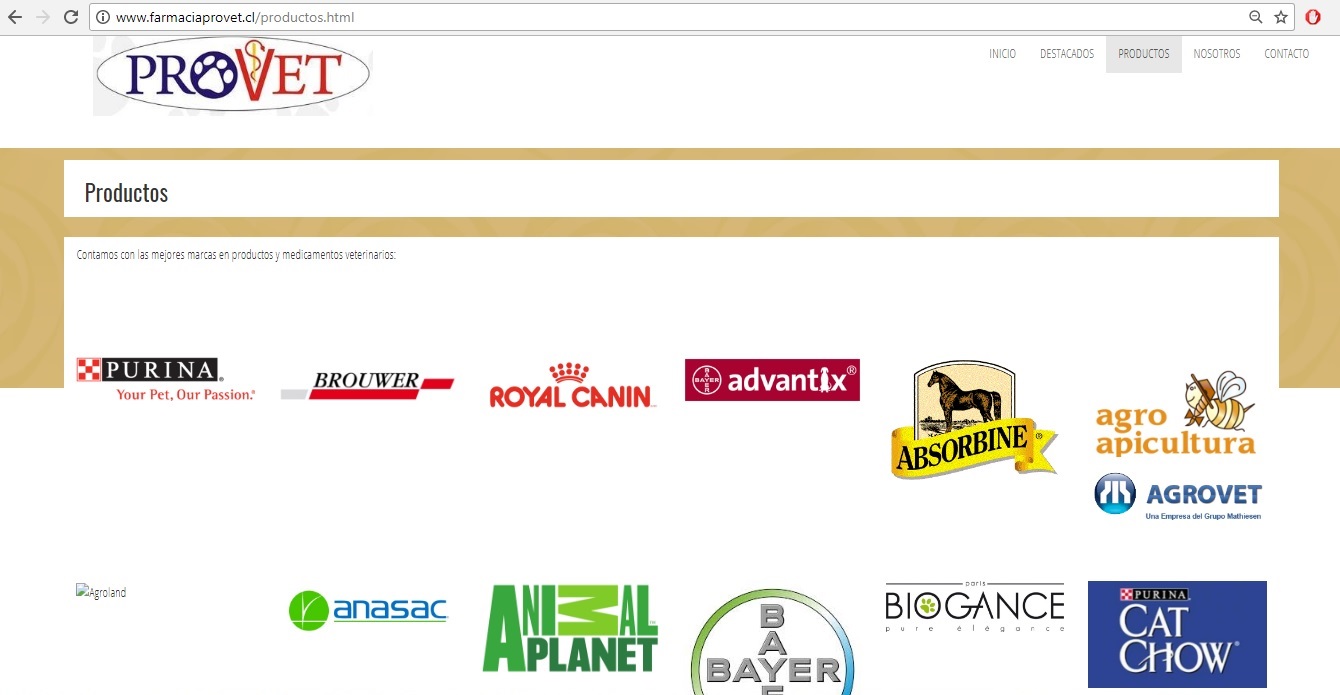 www.farmaciaprovet.cl/productos.html
PROVET
INICIO DESTACADOS PRODUCTOS NOSOTROS CONTACTO
Productos
Contamos con las mejores marcas en productos y medicamentos veterinarios:
PURINA
Your Pet, Our Passion.®
BROUWER
ROYAL CANIN
BAYER
BAYER
advantix®
ABSORBINE®
agro
apicultura
AGROVET
Una Empresa del Grupo Mathiesen
Agroland
anasac
ANIMAL
PLANET
BAYER
BAYE
paris
BIOGANCE
pure élégance
PURINA
CAT
CHOW®